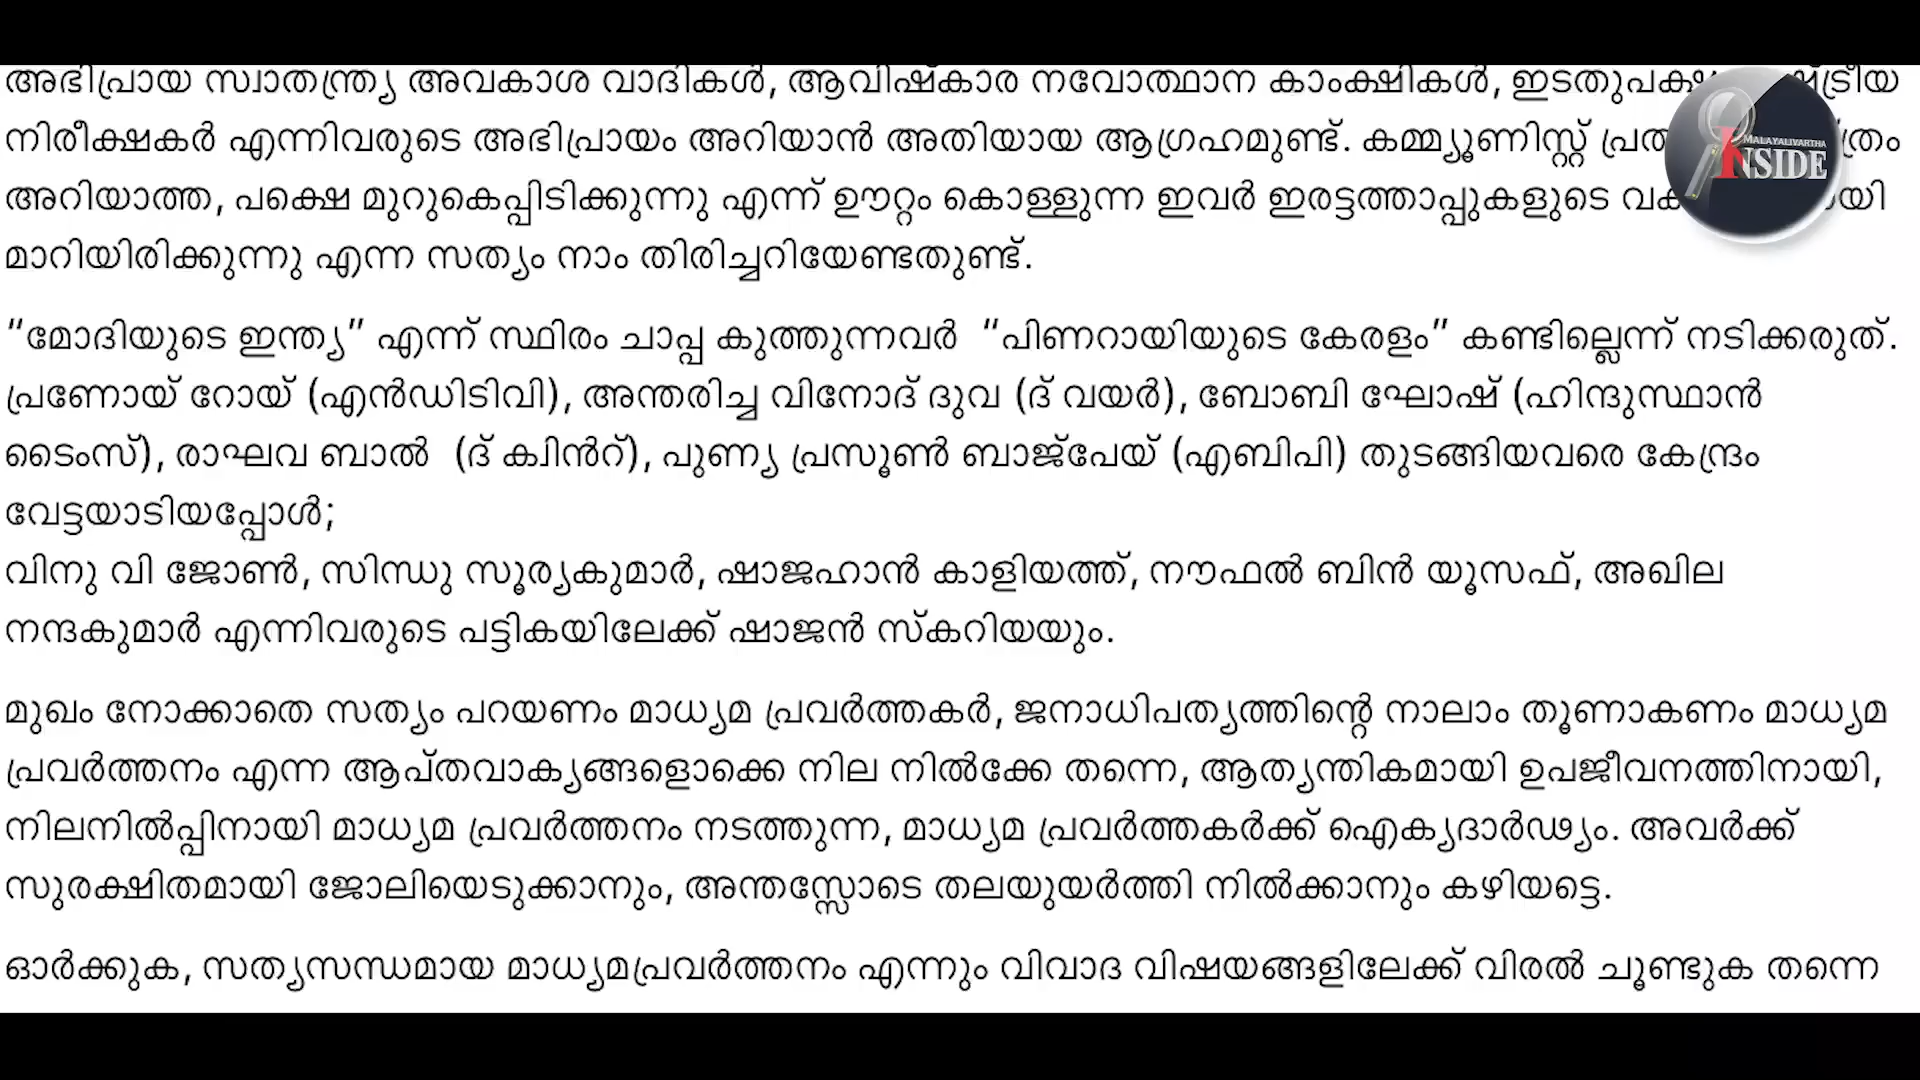 അഭിപ്രായ സ്വാതന്ത്ര്യ അവകാശ വാദികൾ, ആവിഷ്കാര നവോത്ഥാന കാംക്ഷികൾ,
നിരീക്ഷകർ എന്നിവരുടെ അഭിപ്രായം അറിയാൻ അതിയായ ആഗ്രഹമുണ്ട്. കമ്മ്യൂണിസ്റ്റ്
MALAYALIVARTHA
INSIDE
അറിയാത്ത, പക്ഷെ മുറുകെപ്പിടിക്കുന്നു എന്ന് ഊറ്റം കൊള്ളുന്ന ഇവർ ഇരട്ടത്താപ്പുകളുടെ
മാറിയിരിക്കുന്നു എന്ന സത്യം നാം തിരിച്ചറിയേണ്ടതുണ്ട്.
“മോദിയുടെ ഇന്ത്യ” എന്ന് സ്ഥിരം ചാപ്പ കുത്തുന്നവർ “പിണറായിയുടെ കേരളം” കണ്ടില്ലെന്ന് നടിക്കരുത്.
പ്രണോയ് റോയ് (എൻഡിടിവി), അന്തരിച്ച വിനോദ് ദുവ (ദ് വയർ), ബോബി ഘോഷ് (ഹിന്ദുസ്ഥാൻ
ടൈംസ്), രാഘവ ബാൽ (ദ് ക്വിൻറ്), പുണ്യ പ്രസൂൺ ബാജ്പേയ് (എബിപി) തുടങ്ങിയവരെ കേന്ദ്രം
വേട്ടയാടിയപ്പോൾ;
വിനു വി ജോൺ, സിന്ധു സൂര്യകുമാർ, ഷാജഹാൻ കാളിയത്ത്, നൗഫൽ ബിൻ യൂസഫ്, അഖില
നന്ദകുമാർ എന്നിവരുടെ പട്ടികയിലേക്ക് ഷാജൻ സ്കറിയയും.
മുഖം നോക്കാതെ സത്യം പറയണം മാധ്യമ പ്രവർത്തകർ, ജനാധിപത്യത്തിന്റെ നാലാം തൂണാകണം മാധ്യമ
പ്രവർത്തനം എന്ന ആപ്തവാക്യങ്ങളൊക്കെ നില നിൽക്കേ തന്നെ, ആത്യന്തികമായി ഉപജീവനത്തിനായി,
നിലനിൽപ്പിനായി മാധ്യമ പ്രവർത്തനം നടത്തുന്ന, മാധ്യമ പ്രവർത്തകർക്ക് ഐക്യദാർഢ്യം. അവർക്ക്
സുരക്ഷിതമായി ജോലിയെടുക്കാനും, അന്തസ്സോടെ തലയുയർത്തി നിൽക്കാനും കഴിയട്ടെ.
ഓർക്കുക, സത്യസന്ധമായ മാധ്യമപ്രവർത്തനം എന്നും വിവാദ വിഷയങ്ങളിലേക്ക് വിരൽ ചൂണ്ടുക തന്നെ